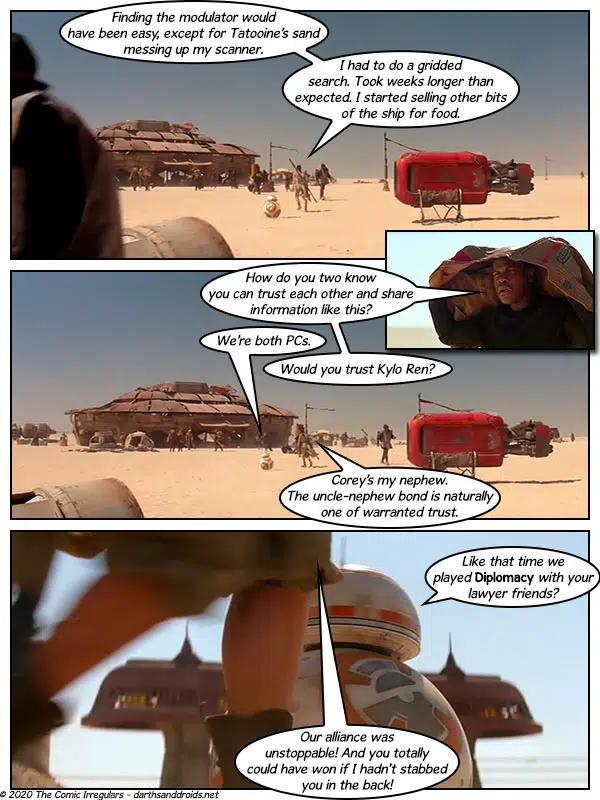 Finding the modulator would
have been easy, except for Tatooine's sand
messing up my scanner.
I had to do a gridded
search. Took weeks longer than
expected. I started selling other bits
of the ship for food.
How do you two know
you can trust each other and share
information like this?
We're both PCs.
Would you trust Kylo Ren?
Corey's my nephew.
The uncle-nephew bond is naturally
one of warranted trust.
Like that time we
played Diplomacy with your
lawyer friends?
Our alliance was
unstoppable! And you totally
could have won if I hadn't stabbed
you in the back!
© 2020 The Comic Irregulars – darthsanddroids.net